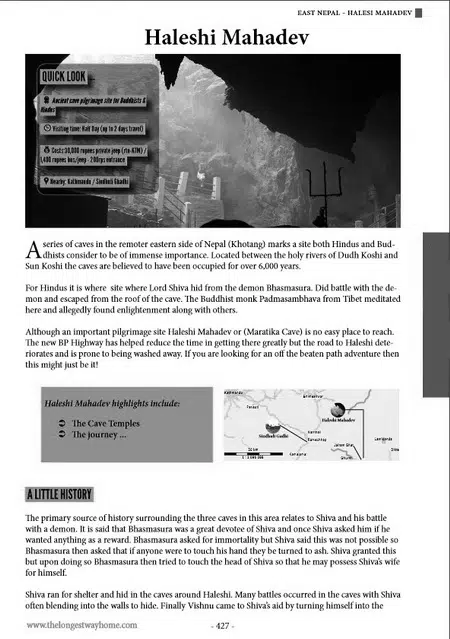 EAST NEPAL - HALESI MAHADEV
Haleshi Mahadev
QUICK LOOK
Ancient cave pilgrimage site for Buddhists &
Hindus
Visiting time: Half Day (up to 2 days travel)
Costs:30,000 rupees private jeep (rtn-KTM) /
1,400 rupees bus/jeep - 200rps entrance
Nearby: Kathmandu / Sindhuli Ghadhi
A series of caves in the remoter eastern side of Nepal (Khotang) marks a site both Hindus and Bud-
dhists consider to be of immense importance. Located between the holy rivers of Dudh Koshi and
Sun Koshi the caves are believed to have been occupied for over 6,000 years.
For Hindus it is where site where Lord Shiva hid from the demon Bhasmasura. Did battle with the de-
mon and escaped from the roof of the cave. The Buddhist monk Padmasambhava from Tibet meditated
here and allegedly found enlightenment along with others.
Although an important pilgrimage site Haleshi Mahadev or (Maratika Cave) is no easy place to reach.
The new BP Highway has helped reduce the time in getting there greatly but the road to Haleshi dete-
riorates and is prone to being washed away. If you are looking for an off the beaten path adventure then
this might just be it!
Haleshi Mahadev highlights include:
The Cave Temples
The journey ...
Haleshi Mahadev
Sindhuli Gadhi
A LITTLE HISTORY
The primary source of history surrounding the three caves in this area relates to Shiva and his battle
with a demon. It is said that Bhasmasura was a great devotee of Shiva and once Shiva asked him if he
wanted anything as a reward. Bhasmasura asked for immortality but Shiva said this was not possible so
Bhasmasura then asked that if anyone were to touch his hand they be turned to ash. Shiva granted this
but upon doing so Bhasmasura then tried to touch the head of Shiva so that he may possess Shiva's wife
for himself.
Shiva ran for shelter and hid in the caves around Haleshi. Many battles occurred in the caves with Shiva
often blending into the walls to hide. Finally Vishnu came to Shiva's aid by turning himself into the
www.thelongestwayhome.com
- 427 -